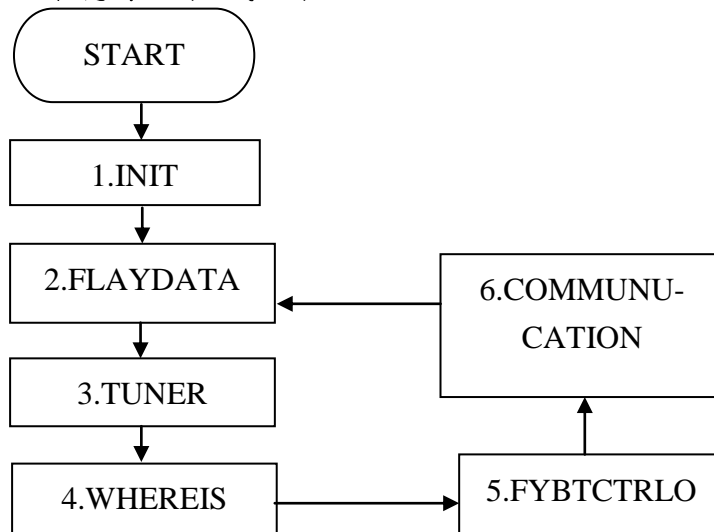 START
1.INIT
2.FLAYDATA
3.TUNER
4.WHEREIS
5.FYBTCTRLO
6.COMMUNU-
CATION